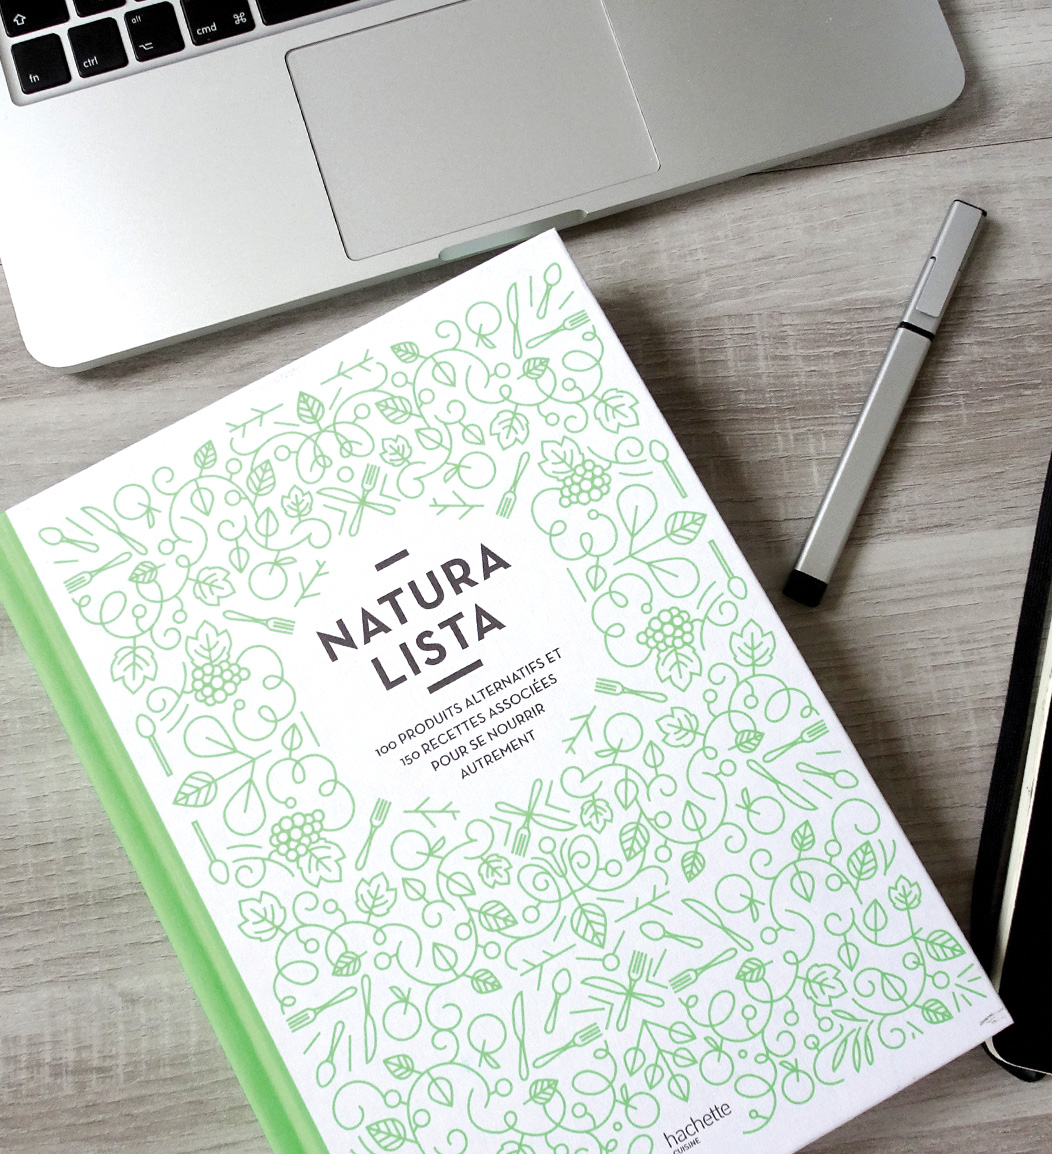 fn
ctrl
alt
cmd ⌘
NATURA
LISTA
100 PRODUITS ALTERNATIFS ET
150 RECETTES ASSOCIÉES
POUR SE NOURRIR
AUTREMENT
hachette
CUISINE